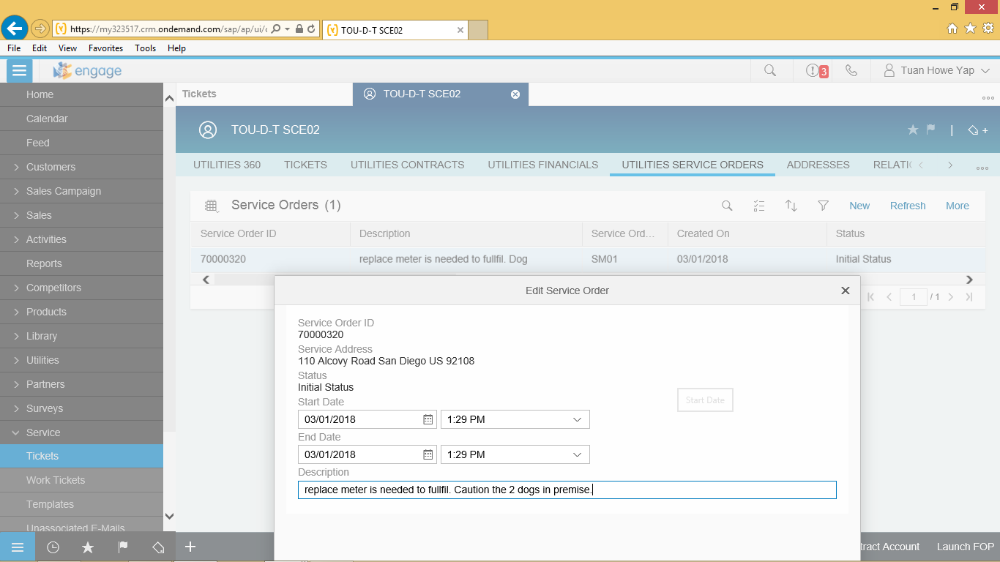 https://my323517.crm.ondemand.com/sap/ap/ui/
TOU-D-T SCE02
File Edit View Favorites Tools Help
engage
3
Tuan Howe Yap
Home
Calendar
Feed
Customers
Sales Campaign
Sales
Activities
Reports
Competitors
Products
Library
Utilities
Partners
Surveys
Service
Tickets
Work Tickets
Templates
Unassociated E-Mails
Tickets
TOU-D-T SCE02
TOU-D-T SCE02
UTILITIES 360 TICKETS UTILITIES CONTRACTS UTILITIES FINANCIALS UTILITIES SERVICE ORDERS ADDRESSES RELATIC
Service Orders (1)
New Refresh More
Service Order ID Description Service Ord... Created On Status
70000320 replace meter is needed to fullfil. Dog SM01 03/01/2018 Initial Status
1 / 1
Edit Service Order
Service Order ID
70000320
Service Address
110 Alcovy Road San Diego US 92108
Status
Initial Status
Start Date
03/01/2018 1:29 PM
Start Date
End Date
03/01/2018 1:29 PM
Description
replace meter is needed to fullfil. Caution the 2 dogs in premise.
tract Account Launch FOP